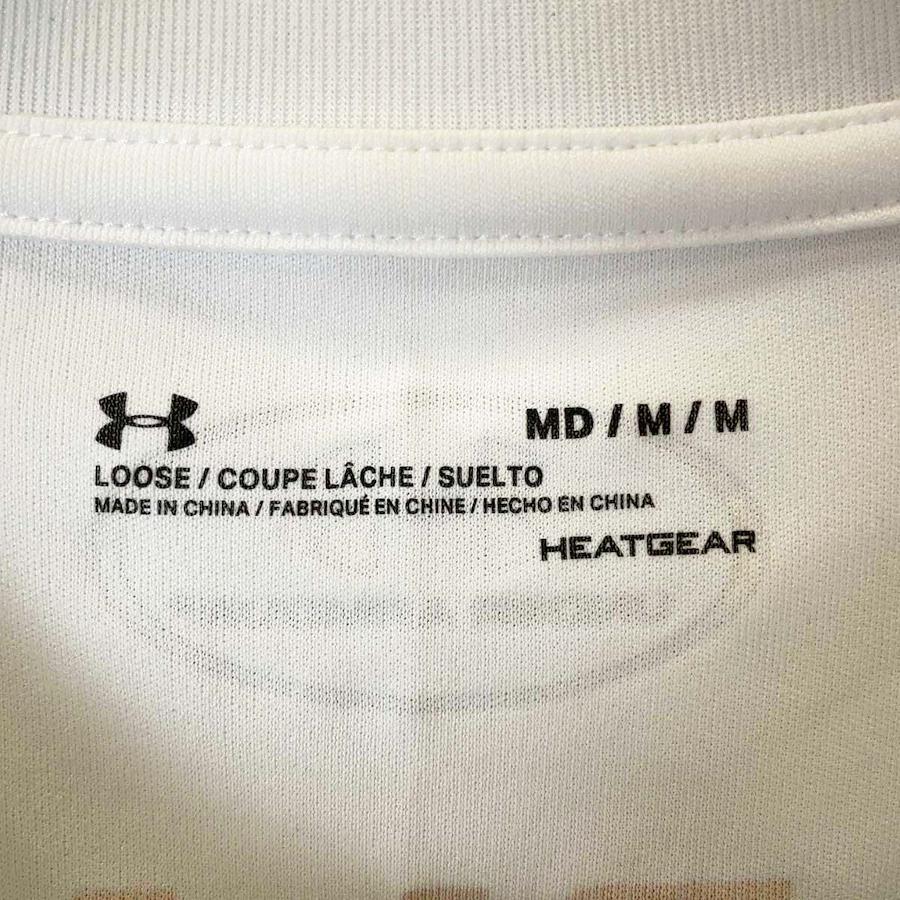 MD / M / M
LOOSE / COUPE LÂCHE / SUELTO
MADE IN CHINA / FABRIQUÉ EN CHINE / HECHO EN CHINA
HEATGEAR